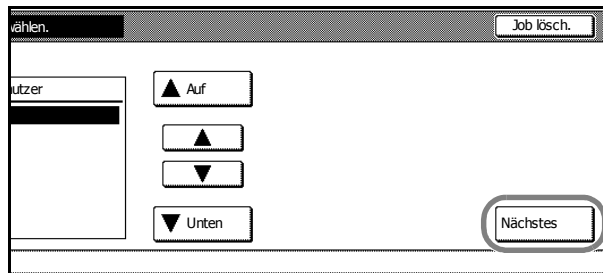 wählen.
Job lösch.
utzer
Auf
Unten
Nächstes